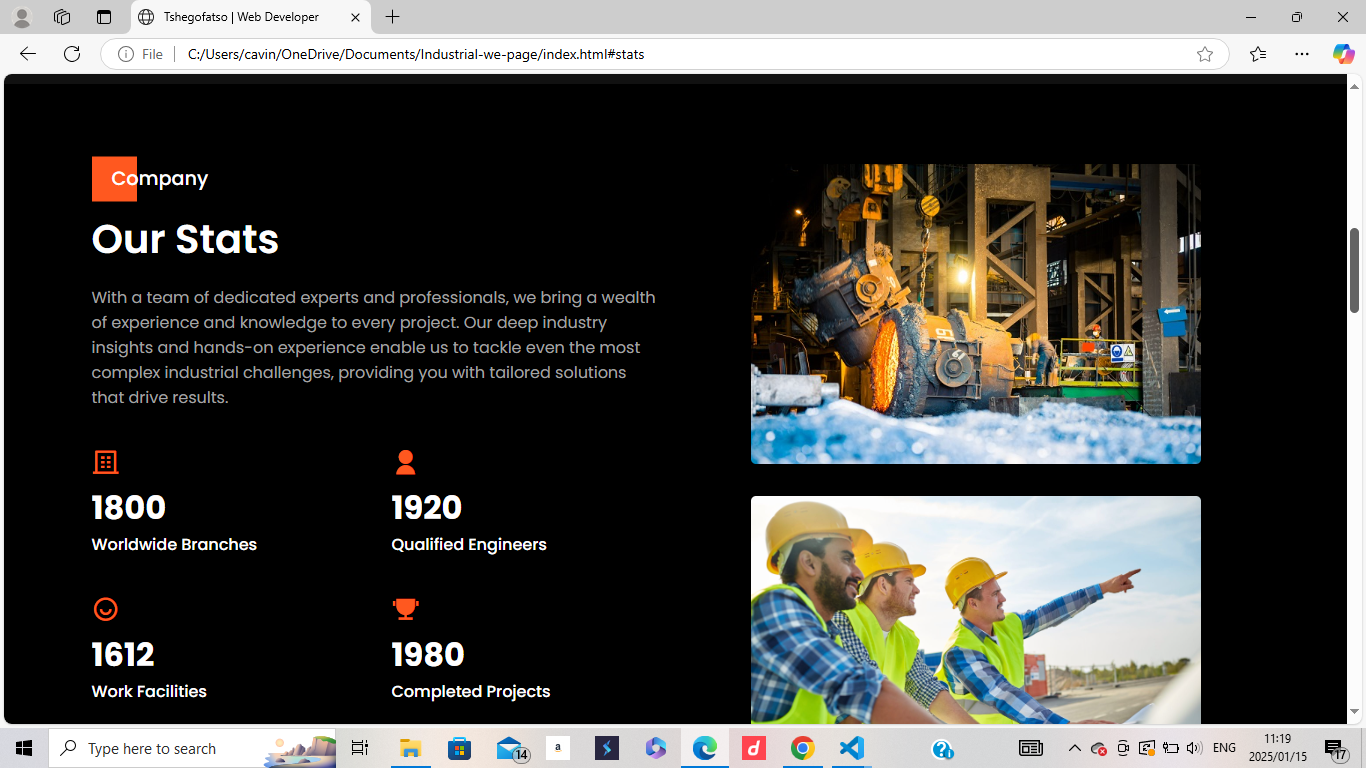 Tshegofatso | Web Developer
File
C:/Users/cavin/OneDrive/Documents/Industrial-we-page/index.html#stats
Company
Our Stats
With a team of dedicated experts and professionals, we bring a wealth
of experience and knowledge to every project. Our deep industry
insights and hands-on experience enable us to tackle even the most
complex industrial challenges, providing you with tailored solutions
that drive results.
1800
Worldwide Branches
1920
Qualified Engineers
1612
Work Facilities
1980
Completed Projects
Type here to search
14
a
d
ENG
11:19
2025/01/15
17